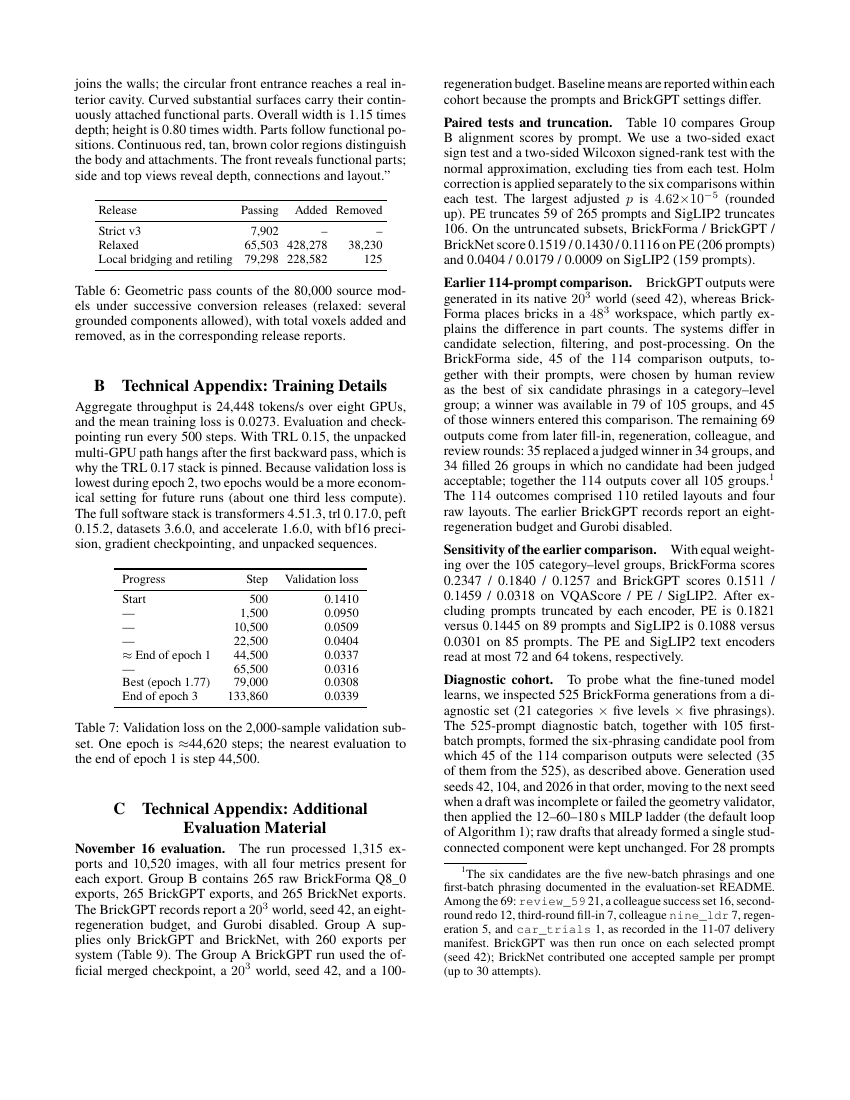 joins the walls; the circular front entrance reaches a real in-
terior cavity. Curved substantial surfaces carry their contin-
uously attached functional parts. Overall width is 1.15 times
depth; height is 0.80 times width. Parts follow functional po-
sitions. Continuous red, tan, brown color regions distinguish
the body and attachments. The front reveals functional parts;
side and top views reveal depth, connections and layout.”
Release Passing Added Removed
Strict v3 7,902 – –
Relaxed 65,503 428,278 38,230
Local bridging and retiling 79,298 228,582 125
Table 6: Geometric pass counts of the 80,000 source mod-
els under successive conversion releases (relaxed: several
grounded components allowed), with total voxels added and
removed, as in the corresponding release reports.
B Technical Appendix: Training Details
Aggregate throughput is 24,448 tokens/s over eight GPUs,
and the mean training loss is 0.0273. Evaluation and check-
pointing run every 500 steps. With TRL 0.15, the unpacked
multi-GPU path hangs after the first backward pass, which is
why the TRL 0.17 stack is pinned. Because validation loss is
lowest during epoch 2, two epochs would be a more econom-
ical setting for future runs (about one third less compute).
The full software stack is transformers 4.51.3, trl 0.17.0, peft
0.15.2, datasets 3.6.0, and accelerate 1.6.0, with bf16 preci-
sion, gradient checkpointing, and unpacked sequences.
Progress Step Validation loss
Start 500 0.1410
— 1,500 0.0950
— 10,500 0.0509
— 22,500 0.0404
≈ End of epoch 1 44,500 0.0337
— 65,500 0.0316
Best (epoch 1.77) 79,000 0.0308
End of epoch 3 133,860 0.0339
Table 7: Validation loss on the 2,000-sample validation sub-
set. One epoch is ≈44,620 steps; the nearest evaluation to
the end of epoch 1 is step 44,500.
C Technical Appendix: Additional
Evaluation Material
November 16 evaluation. The run processed 1,315 ex-
ports and 10,520 images, with all four metrics present for
each export. Group B contains 265 raw BrickForma Q8_0
exports, 265 BrickGPT exports, and 265 BrickNet exports.
The BrickGPT records report a 20³ world, seed 42, an eight-
regeneration budget, and Gurobi disabled. Group A sup-
plies only BrickGPT and BrickNet, with 260 exports per
system (Table 9). The Group A BrickGPT run used the of-
ficial merged checkpoint, a 20³ world, seed 42, and a 100-
regeneration budget. Baseline means are reported within each
cohort because the prompts and BrickGPT settings differ.
Paired tests and truncation. Table 10 compares Group
B alignment scores by prompt. We use a two-sided exact
sign test and a two-sided Wilcoxon signed-rank test with the
normal approximation, excluding ties from each test. Holm
correction is applied separately to the six comparisons within
each test. The largest adjusted p is 4.62×10⁻⁵ (rounded
up). PE truncates 59 of 265 prompts and SigLIP2 truncates
106. On the untruncated subsets, BrickForma / BrickGPT /
BrickNet score 0.1519 / 0.1430 / 0.1116 on PE (206 prompts)
and 0.0404 / 0.0179 / 0.0009 on SigLIP2 (159 prompts).
Earlier 114-prompt comparison. BrickGPT outputs were
generated in its native 20³ world (seed 42), whereas Brick-
Forma places bricks in a 48³ workspace, which partly ex-
plains the difference in part counts. The systems differ in
candidate selection, filtering, and post-processing. On the
BrickForma side, 45 of the 114 comparison outputs, to-
gether with their prompts, were chosen by human review
as the best of six candidate phrasings in a category–level
group; a winner was available in 79 of 105 groups, and 45
of those winners entered this comparison. The remaining 69
outputs come from later fill-in, regeneration, colleague, and
review rounds: 35 replaced a judged winner in 34 groups, and
34 filled 26 groups in which no candidate had been judged
acceptable; together the 114 outputs cover all 105 groups.¹
The 114 outcomes comprised 110 retiled layouts and four
raw layouts. The earlier BrickGPT records report an eight-
regeneration budget and Gurobi disabled.
Sensitivity of the earlier comparison. With equal weight-
ing over the 105 category–level groups, BrickForma scores
0.2347 / 0.1840 / 0.1257 and BrickGPT scores 0.1511 /
0.1459 / 0.0318 on VQAScore / PE / SigLIP2. After ex-
cluding prompts truncated by each encoder, PE is 0.1821
versus 0.1445 on 89 prompts and SigLIP2 is 0.1088 versus
0.0301 on 85 prompts. The PE and SigLIP2 text encoders
read at most 72 and 64 tokens, respectively.
Diagnostic cohort. To probe what the fine-tuned model
learns, we inspected 525 BrickForma generations from a di-
agnostic set (21 categories × five levels × five phrasings).
The 525-prompt diagnostic batch, together with 105 first-
batch prompts, formed the six-phrasing candidate pool from
which 45 of the 114 comparison outputs were selected (35
of them from the 525), as described above. Generation used
seeds 42, 104, and 2026 in that order, moving to the next seed
when a draft was incomplete or failed the geometry validator,
then applied the 12–60–180 s MILP ladder (the default loop
of Algorithm 1); raw drafts that already formed a single stud-
connected component were kept unchanged. For 28 prompts
¹The six candidates are the five new-batch phrasings and one
first-batch phrasing documented in the evaluation-set README.
Among the 69: review_59 21, a colleague success set 16, second-
round redo 12, third-round fill-in 7, colleague nine_ldr 7, regen-
eration 5, and car_trials 1, as recorded in the 11-07 delivery
manifest. BrickGPT was then run once on each selected prompt
(seed 42); BrickNet contributed one accepted sample per prompt
(up to 30 attempts).